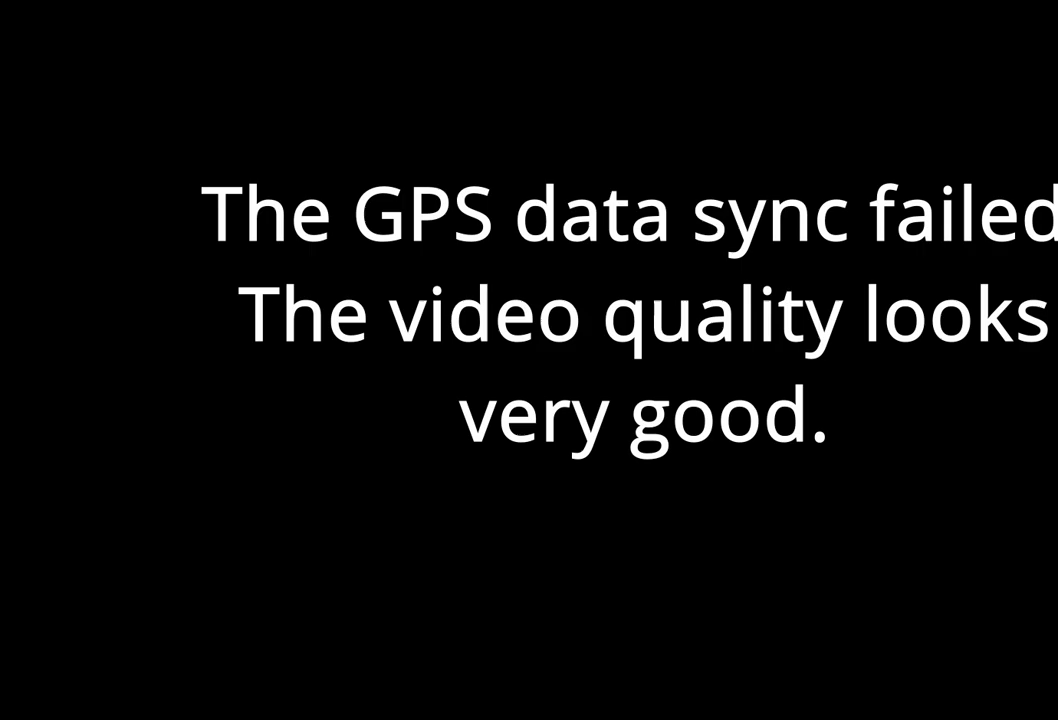 The GPS data sync failed
The video quality looks
very good.